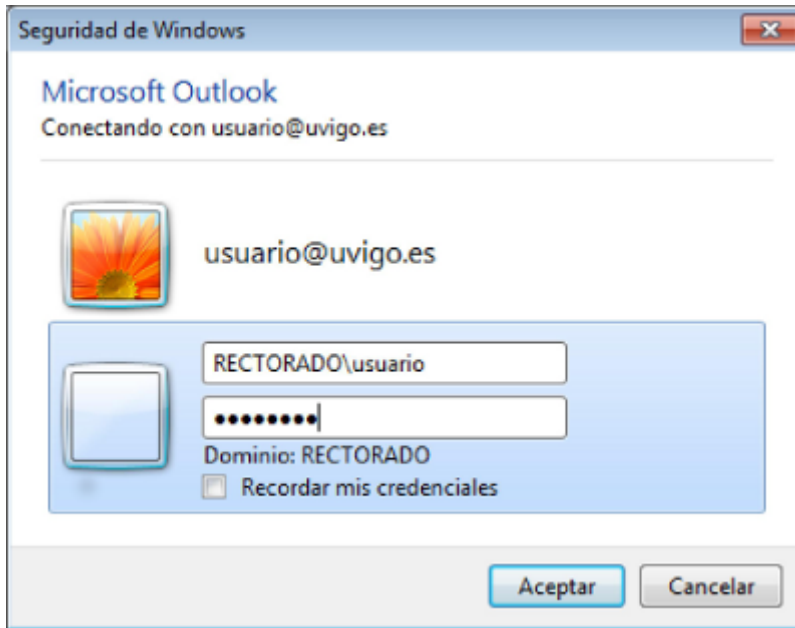 Seguridad de Windows
Microsoft Outlook
Conectando con usuario@uvigo.es
usuario@uvigo.es
RECTORADO\usuario
••••••••
Dominio: RECTORADO
Recordar mis credenciales
Aceptar
Cancelar